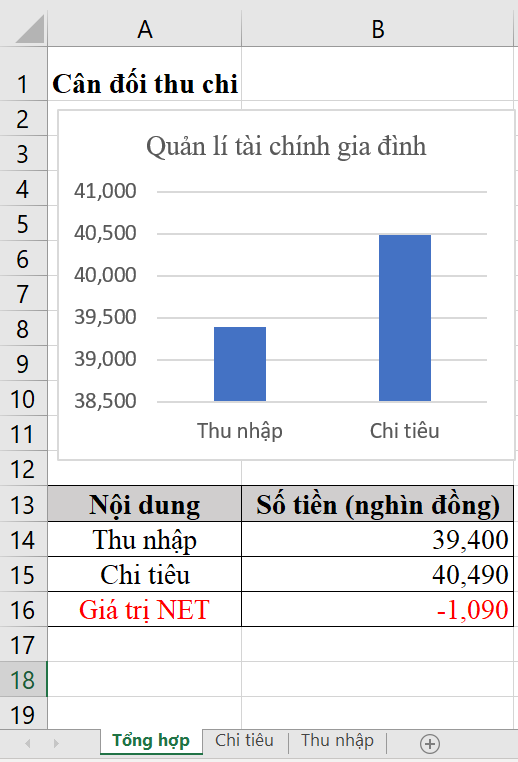 A B
1 Cân đối thu chi
2
3 Quản lí tài chính gia đình
4 41,000
5 40,500
6 40,000
7
8 39,500
9 39,000
10 38,500
11 Thu nhập Chi tiêu
12
13 Nội dung Số tiền (nghìn đồng)
14 Thu nhập 39,400
15 Chi tiêu 40,490
16 Giá trị NET -1,090
17
18
19
Tổng hợp Chi tiêu Thu nhập